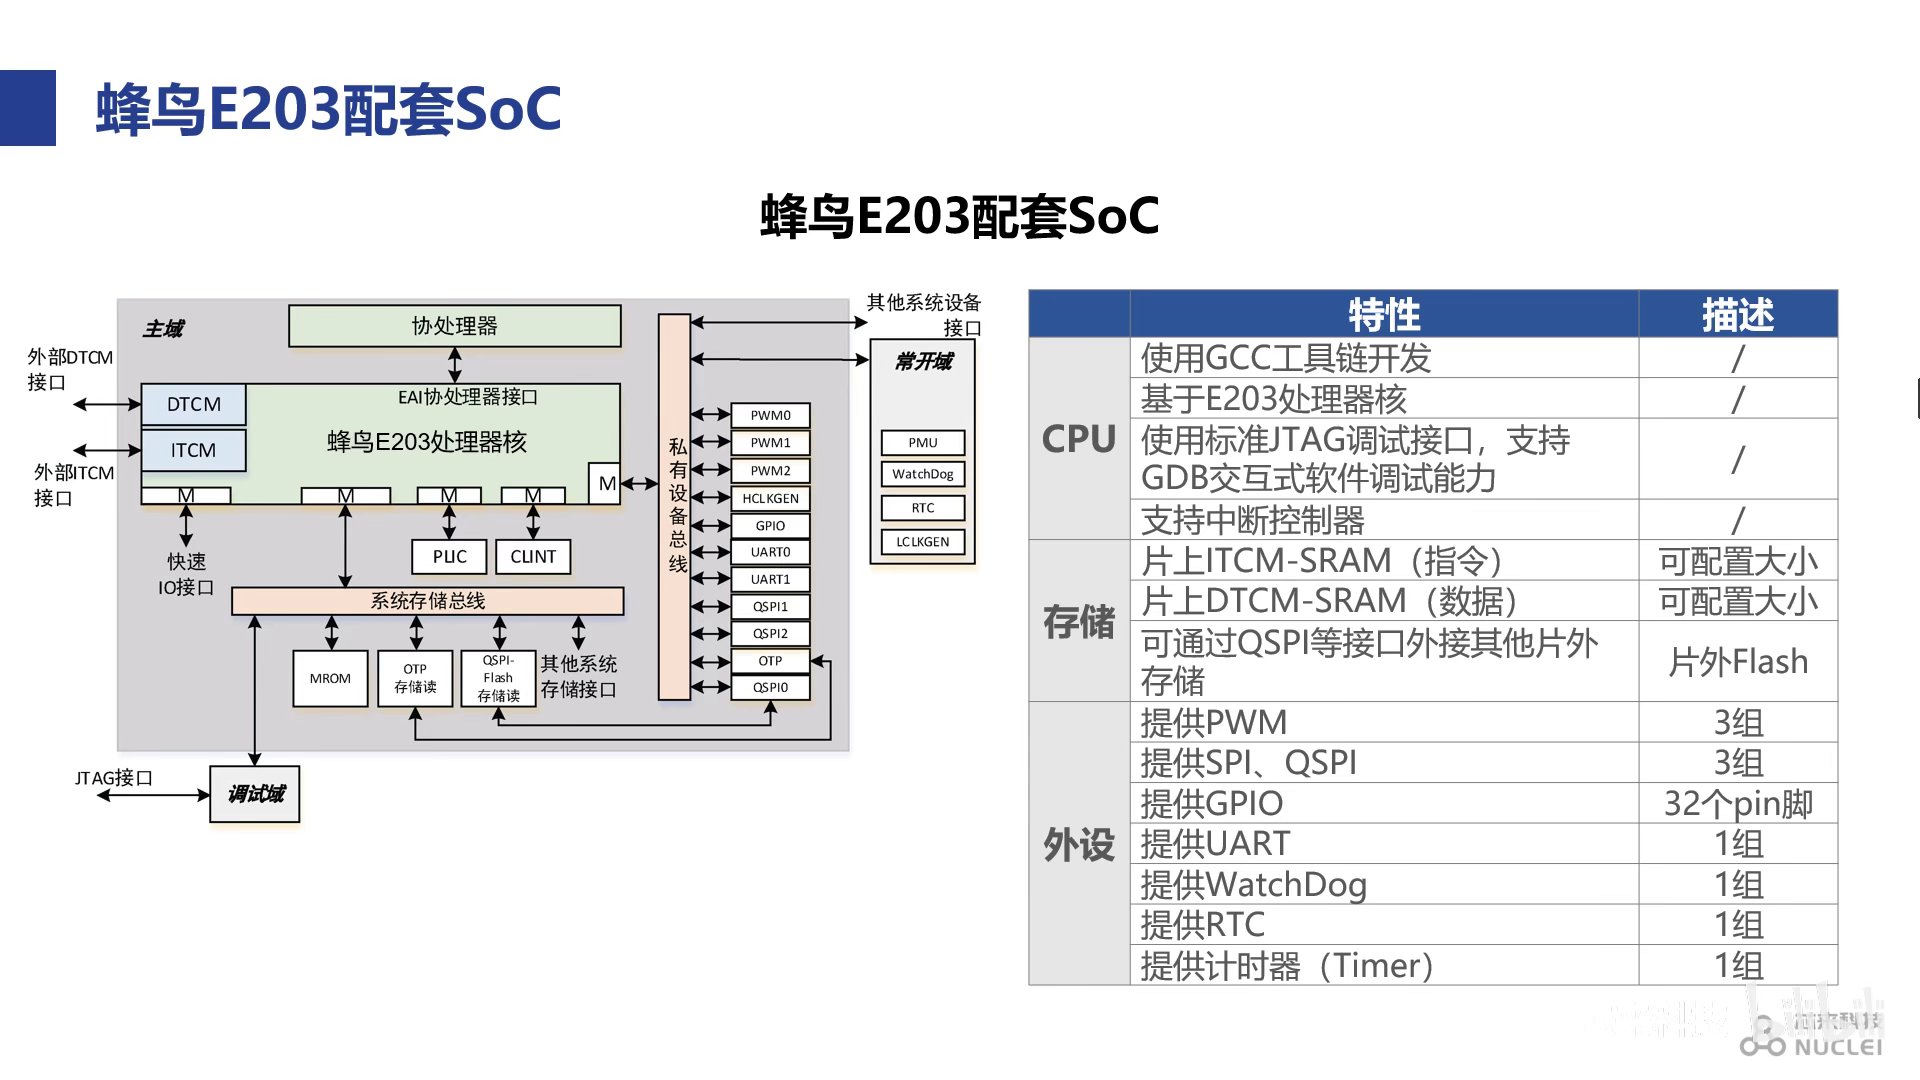 蜂鸟E203配套SoC
蜂鸟E203配套SoC
主域
协处理器
外部DTCM
接口
DTCM
EAI协处理器接口
ITCM
蜂鸟E203处理器核
外部ITCM
接口
M
M
M
M
M
快速
IO接口
PLIC
CLINT
系统存储总线
MROM
OTP
存储读
QSPI-
Flash
存储读
其他系统
存储接口
JTAG接口
调试域
私有设备总线
PWM0
PWM1
PWM2
HCLKGEN
GPIO
UART0
UART1
QSPI1
QSPI2
OTP
QSPI0
其他系统设备
接口
常开域
PMU
WatchDog
RTC
LCLKGEN
特性 描述
CPU
使用GCC工具链开发 /
基于E203处理器核 /
使用标准JTAG调试接口，支持
GDB交互式软件调试能力 /
支持中断控制器 /
存储
片上ITCM-SRAM（指令） 可配置大小
片上DTCM-SRAM（数据） 可配置大小
可通过QSPI等接口外接其他片外
存储 片外Flash
外设
提供PWM 3组
提供SPI、QSPI 3组
提供GPIO 32个pin脚
提供UART 1组
提供WatchDog 1组
提供RTC 1组
提供计时器（Timer） 1组
芯来科技
NUCLEI
bilibili